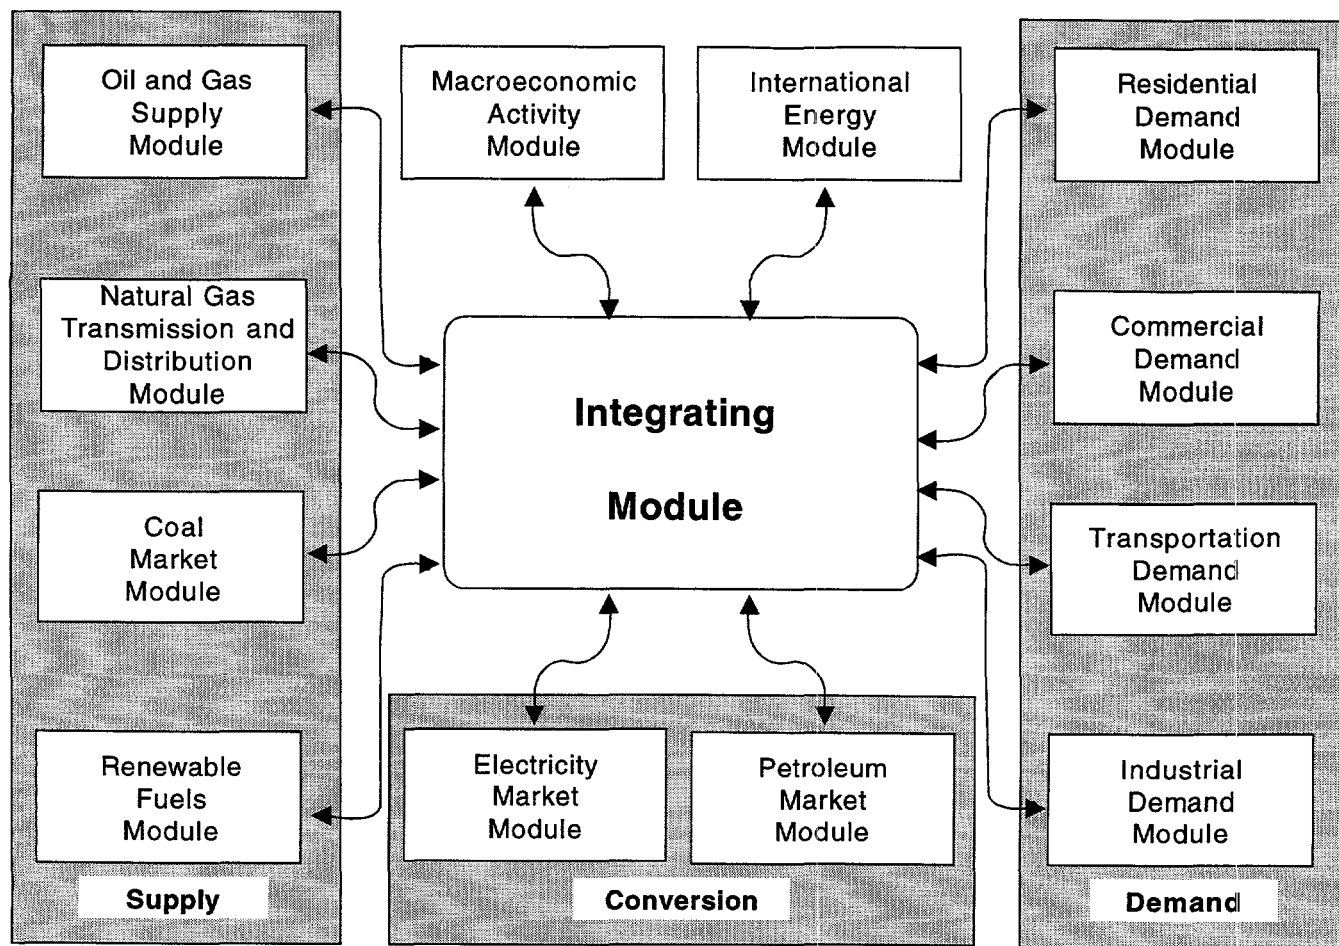 Oil and Gas
Supply
Module
Natural Gas
Transmission and
Distribution
Module
Coal
Market
Module
Renewable
Fuels
Module
Supply
Macroeconomic
Activity
Module
International
Energy
Module
Integrating
Module
Electricity
Market
Module
Petroleum
Market
Module
Conversion
Residential
Demand
Module
Commercial
Demand
Module
Transportation
Demand
Module
Industrial
Demand
Module
Demand